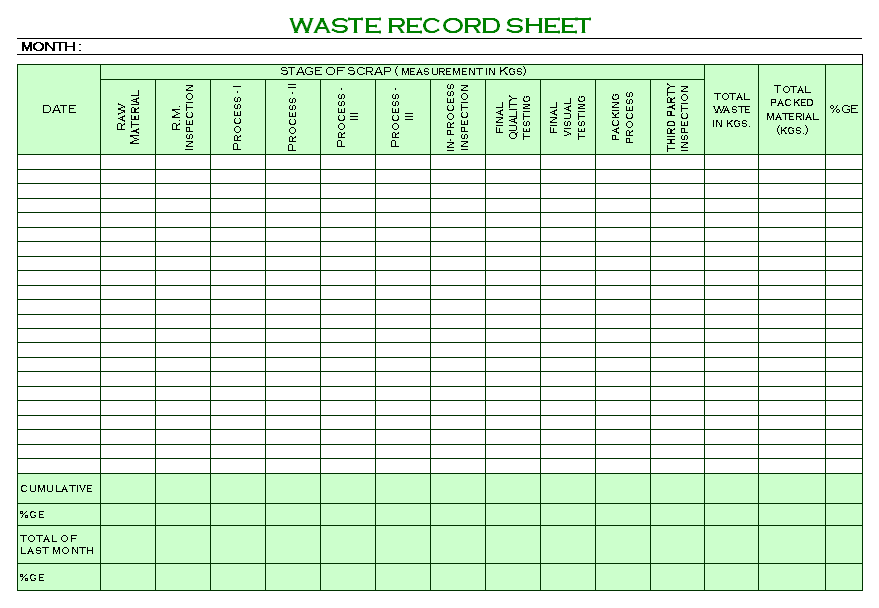 WASTE RECORD SHEET
MONTH :
STAGE OF SCRAP ( MEASUREMENT IN KGS)
DATE
RAW
MATERIAL
R.M.
INSPECTION
PROCESS - I
PROCESS - II
PROCESS -
III
PROCESS -
III
IN- PROCESS
INSPECTION
FINAL
QUALITY
TESTING
FINAL
VISUAL
TESTING
PACKING
PROCESS
THIRD PARTY
INSPECTION
TOTAL
WASTE
IN KGS.
TOTAL
PACKED
MATERIAL
(KGS.)
%GE
CUMULATIVE
%GE
TOTAL OF
LAST MONTH
%GE